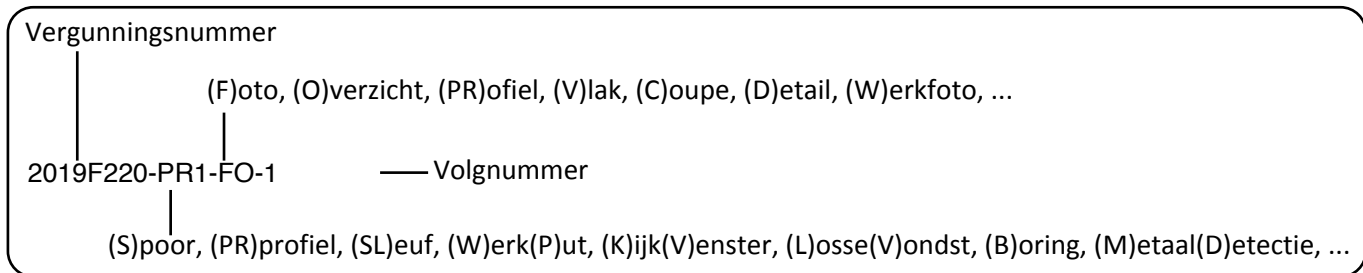 Vergunningsnummer
(F)oto, (O)verzicht, (PR)ofiel, (V)lak, (C)oupe, (D)etail, (W)erkfoto, ...
2019F220-PR1-FO-1 Volgnummer
(S)poor, (PR)profiel, (SL)euf, (W)erk(P)ut, (K)ijk(V)enster, (L)osse(V)ondst, (B)oring, (M)etaal(D)etectie, ...